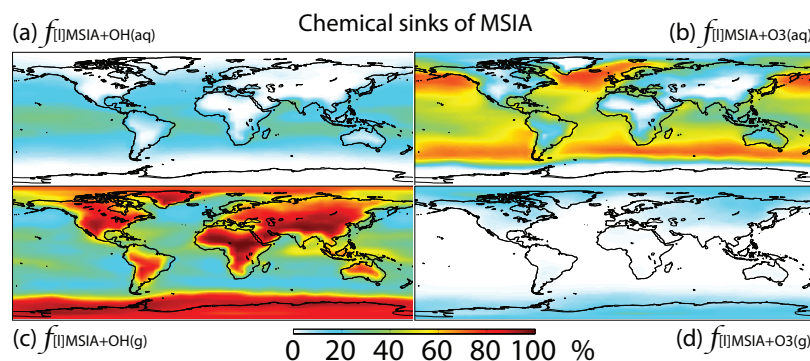 Chemical sinks of MSIA
(a) f[l]MSIA+OH(aq)
(b) f[l]MSIA+O3(aq)
(c) f[l]MSIA+OH(g)
0 20 40 60 80 100 %
(d) f[l]MSIA+O3(g)